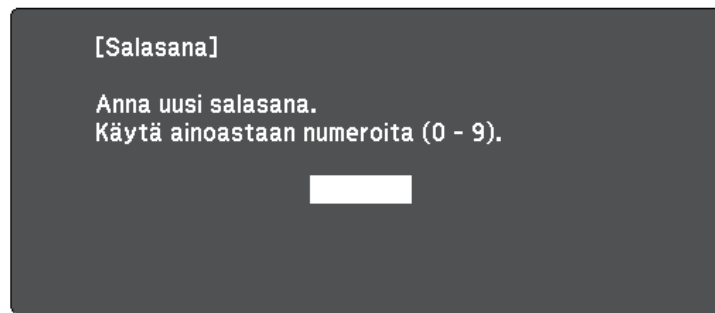 [Salasana]
Anna uusi salasana.
Käytä ainoastaan numeroita (0 - 9).